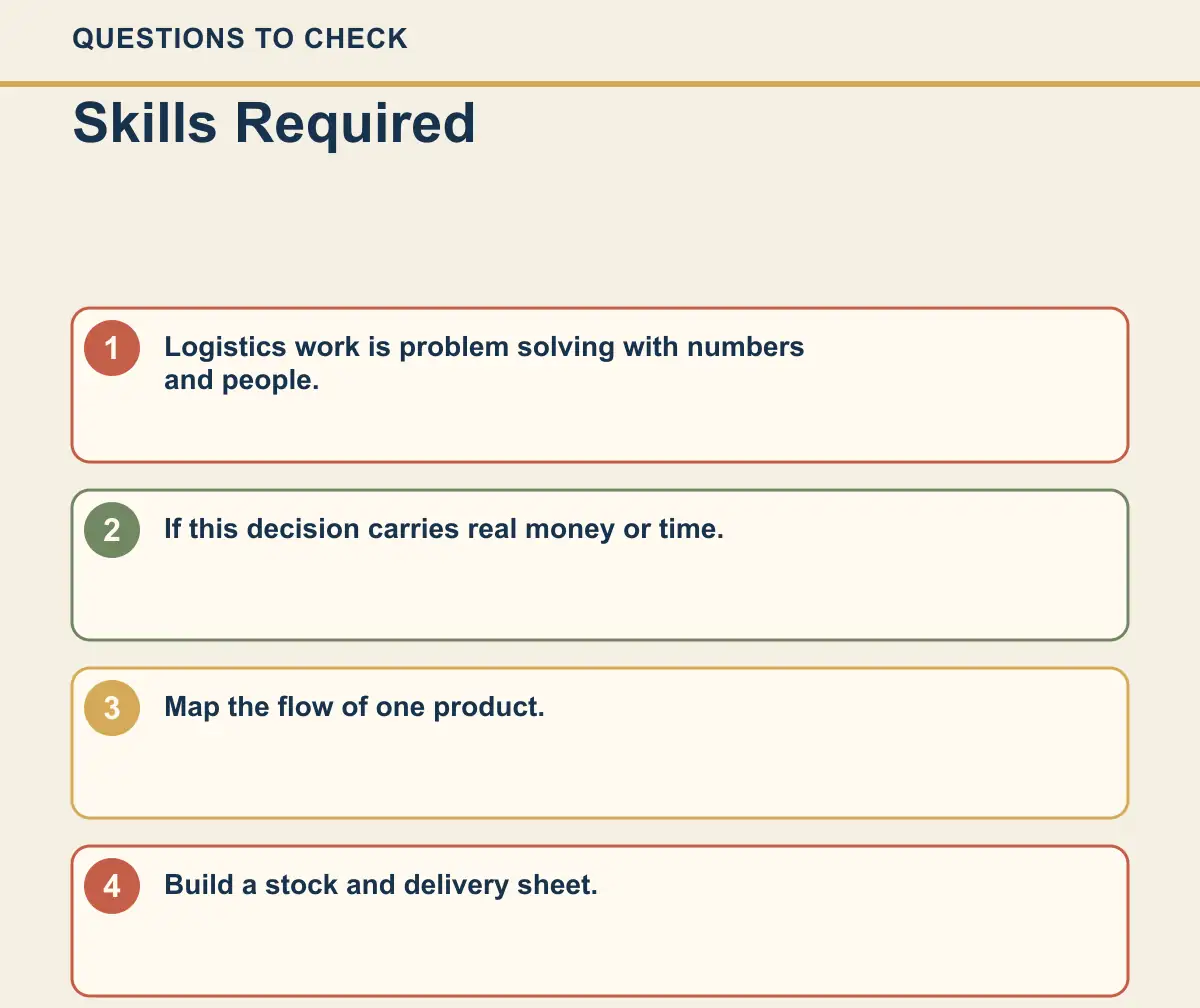 QUESTIONS TO CHECK
Skills Required
1
Logistics work is problem solving with numbers
and people.
2
If this decision carries real money or time.
3
Map the flow of one product.
4
Build a stock and delivery sheet.